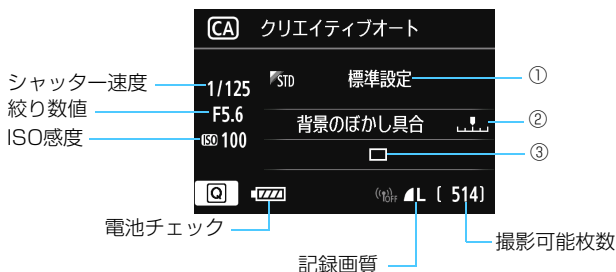 CA クリエイティブオート
シャッター速度
1/125
STD 標準設定
①
絞り数値
F5.6
背景のぼかし具合
②
ISO感度
ISO 100
③
Q
OFF
L [ 514]
電池チェック
撮影可能枚数
記録画質